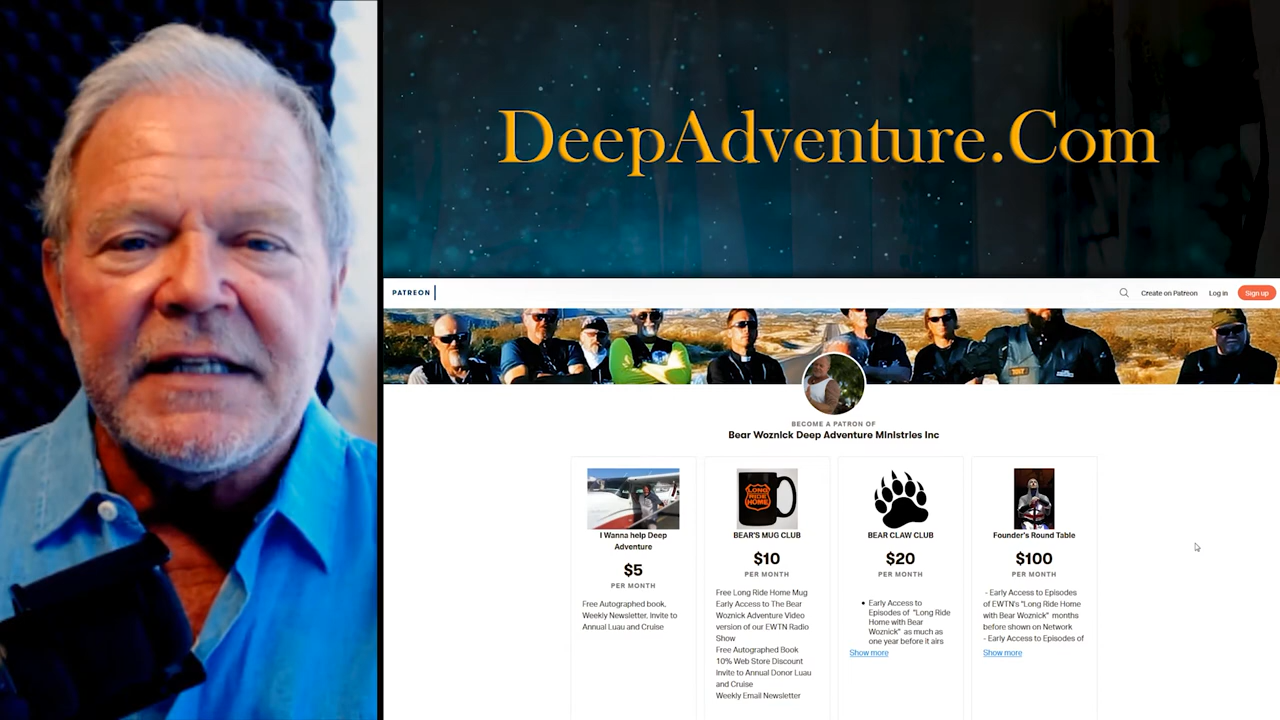 DeepAdventure.Com
PATREON
Create on Patreon
Log in
Sign up
BECOME A PATRON OF
Bear Woznick Deep Adventure Ministries Inc
I Wanna help Deep
Adventure
$5
PER MONTH
Free Autographed book.
Weekly Newsletter. Invite to
Annual Luau and Cruise
LONG
RIDE
HOME
BEAR'S MUG CLUB
$10
PER MONTH
Free Long Ride Home Mug
Early Access to The Bear
Woznick Adventure Video
version of our EWTN Radio
Show
Free Autographed Book
10% Web Store Discount
Invite to Annual Donor Luau
and Cruise
Weekly Email Newsletter
BEAR CLAW CLUB
$20
PER MONTH
• Early Access to
Episodes of "Long Ride
Home with Bear
Woznick" as much as
one year before it airs
Show more
Founder's Round Table
$100
PER MONTH
- Early Access to Episodes
of EWTN's "Long Ride Home
with Bear Woznick" months
before shown on Network
- Early Access to Episodes of
Show more